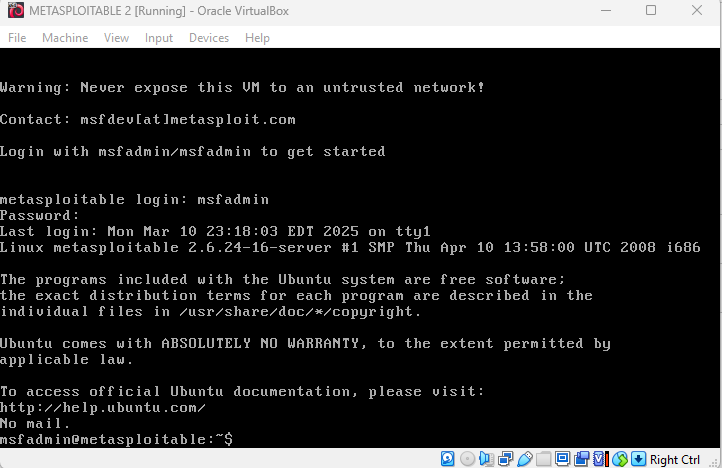 METASPLOITABLE 2 [Running] - Oracle VirtualBox
File Machine View Input Devices Help
Warning: Never expose this VM to an untrusted network!
Contact: msfdev[at]metasploit.com
Login with msfadmin/msfadmin to get started
metasploitable login: msfadmin
Password:
Last login: Mon Mar 10 23:18:03 EDT 2025 on tty1
Linux metasploitable 2.6.24-16-server #1 SMP Thu Apr 10 13:58:00 UTC 2008 i686
The programs included with the Ubuntu system are free software;
the exact distribution terms for each program are described in the
individual files in /usr/share/doc/*/copyright.
Ubuntu comes with ABSOLUTELY NO WARRANTY, to the extent permitted by
applicable law.
To access official Ubuntu documentation, please visit:
http://help.ubuntu.com/
No mail.
msfadmin@metasploitable:~$
Right Ctrl